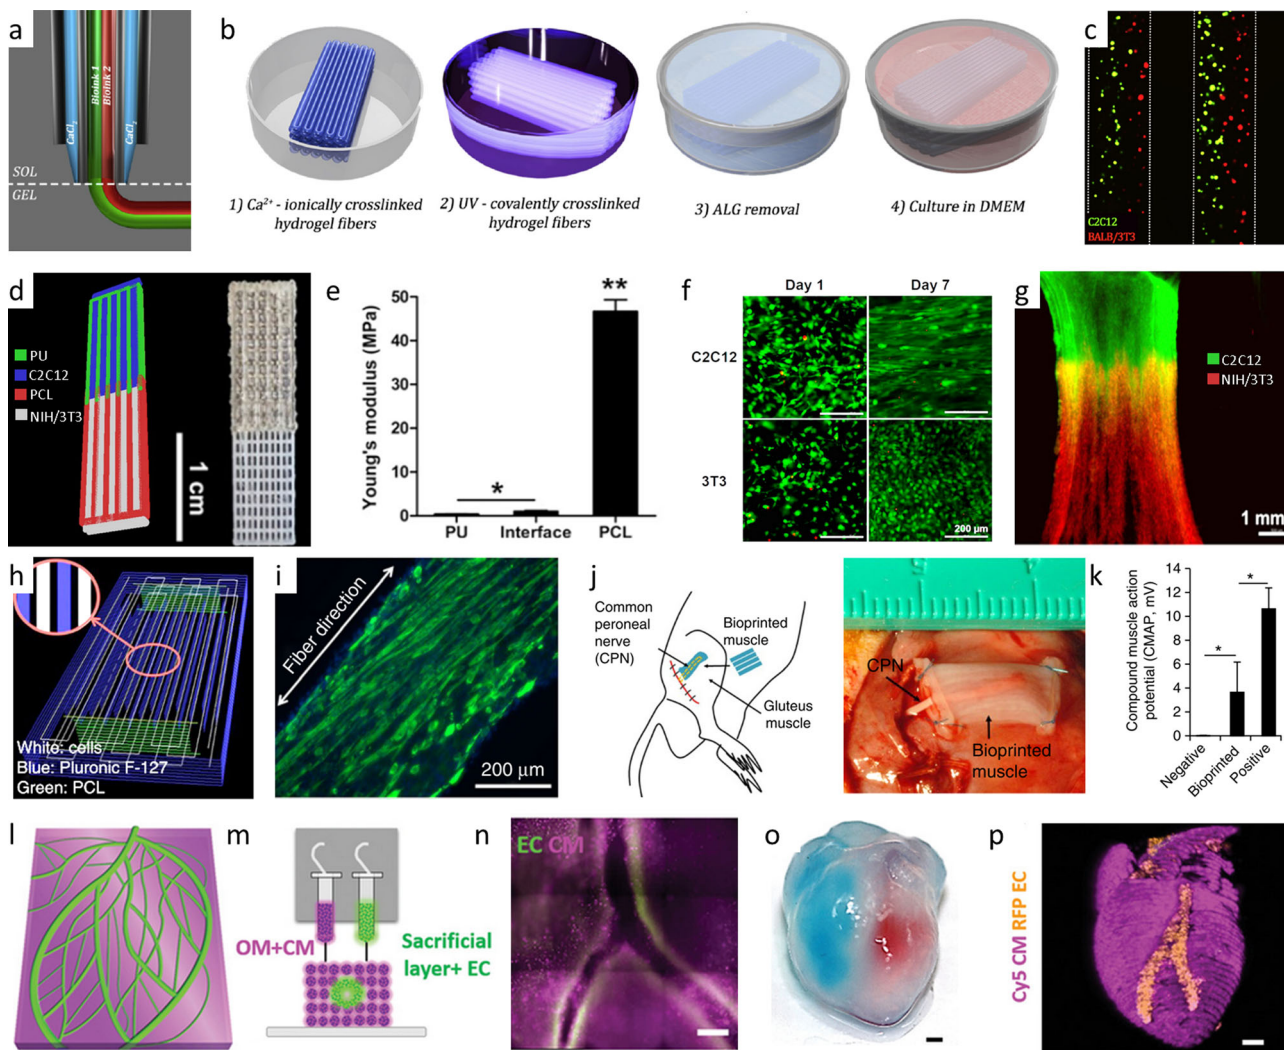 a
CaCl₂
Bioink 1
Bioink 2
CaCl₂
SOL
GEL
b
1) Ca²⁺ - ionically crosslinked
hydrogel fibers
2) UV - covalently crosslinked
hydrogel fibers
3) ALG removal
4) Culture in DMEM
c
C2C12
BALB/3T3
d
PU
C2C12
PCL
NIH/3T3
1 cm
e
Young's modulus (MPa)
50
40
30
20
10
0
*
**
PU
Interface
PCL
f
Day 1
Day 7
C2C12
3T3
200 µm
g
C2C12
NIH/3T3
1 mm
h
White: cells
Blue: Pluronic F-127
Green: PCL
i
Fiber direction
200 µm
j
Common
peroneal
nerve
(CPN)
Bioprinted
muscle
Gluteus
muscle
CPN
Bioprinted
muscle
k
Compound muscle action
potential (CMAP, mV)
14
12
10
8
6
4
2
0
*
*
Negative
Bioprinted
Positive
l
m
OM+CM
Sacrificial
layer+ EC
n
EC CM
o
p
Cy5 CM RFP EC